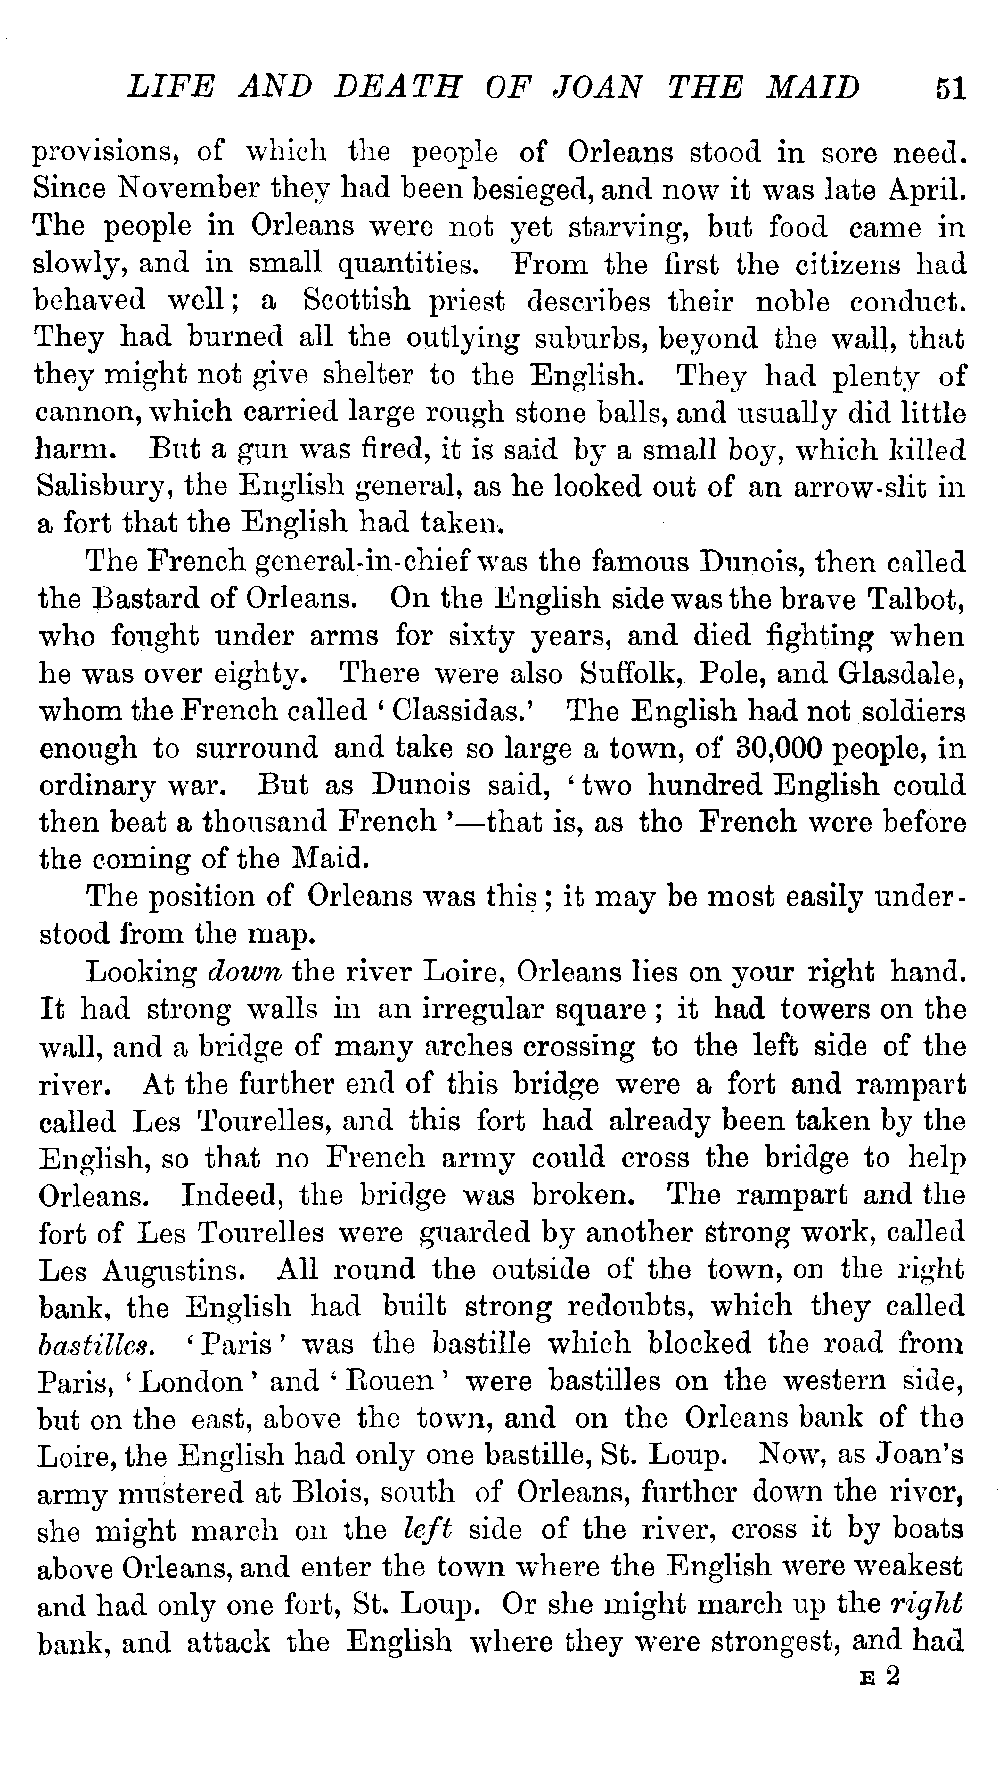 LIFE AND DEATH OF JOAN THE MAID 51
provisions, of which the people of Orleans stood in sore need.
Since November they had been besieged, and now it was late April.
The people in Orleans were not yet starving, but food came in
slowly, and in small quantities. From the first the citizens had
behaved well; a Scottish priest describes their noble conduct.
They had burned all the outlying suburbs, beyond the wall, that
they might not give shelter to the English. They had plenty of
cannon, which carried large rough stone balls, and usually did little
harm. But a gun was fired, it is said by a small boy, which killed
Salisbury, the English general, as he looked out of an arrow-slit in
a fort that the English had taken.
The French general-in-chief was the famous Dunois, then called
the Bastard of Orleans. On the English side was the brave Talbot,
who fought under arms for sixty years, and died fighting when
he was over eighty. There were also Suffolk, Pole, and Glasdale,
whom the French called ‘Classidas.’ The English had not soldiers
enough to surround and take so large a town, of 30,000 people, in
ordinary war. But as Dunois said, ‘two hundred English could
then beat a thousand French’—that is, as the French were before
the coming of the Maid.
The position of Orleans was this; it may be most easily under-
stood from the map.
Looking down the river Loire, Orleans lies on your right hand.
It had strong walls in an irregular square; it had towers on the
wall, and a bridge of many arches crossing to the left side of the
river. At the further end of this bridge were a fort and rampart
called Les Tourelles, and this fort had already been taken by the
English, so that no French army could cross the bridge to help
Orleans. Indeed, the bridge was broken. The rampart and the
fort of Les Tourelles were guarded by another strong work, called
Les Augustins. All round the outside of the town, on the right
bank, the English had built strong redoubts, which they called
bastilles. ‘Paris’ was the bastille which blocked the road from
Paris, ‘London’ and ‘Rouen’ were bastilles on the western side,
but on the east, above the town, and on the Orleans bank of the
Loire, the English had only one bastille, St. Loup. Now, as Joan's
army mustered at Blois, south of Orleans, further down the river,
she might march on the left side of the river, cross it by boats
above Orleans, and enter the town where the English were weakest
and had only one fort, St. Loup. Or she might march up the right
bank, and attack the English where they were strongest, and had
E 2